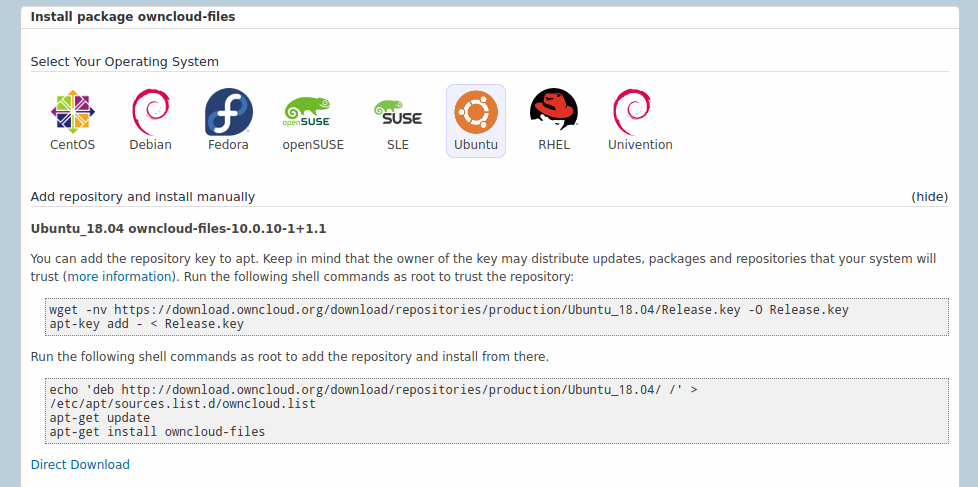 Install package owncloud-files
Select Your Operating System
openSUSE
SUSE
CentOS Debian Fedora openSUSE SLE Ubuntu RHEL Univention
Add repository and install manually (hide)
Ubuntu_18.04 owncloud-files-10.0.10-1+1.1
You can add the repository key to apt. Keep in mind that the owner of the key may distribute updates, packages and repositories that your system will
trust (more information). Run the following shell commands as root to trust the repository:
wget -nv https://download.owncloud.org/download/repositories/production/Ubuntu_18.04/Release.key -O Release.key
apt-key add - < Release.key
Run the following shell commands as root to add the repository and install from there.
echo 'deb http://download.owncloud.org/download/repositories/production/Ubuntu_18.04/ /' >
/etc/apt/sources.list.d/owncloud.list
apt-get update
apt-get install owncloud-files
Direct Download